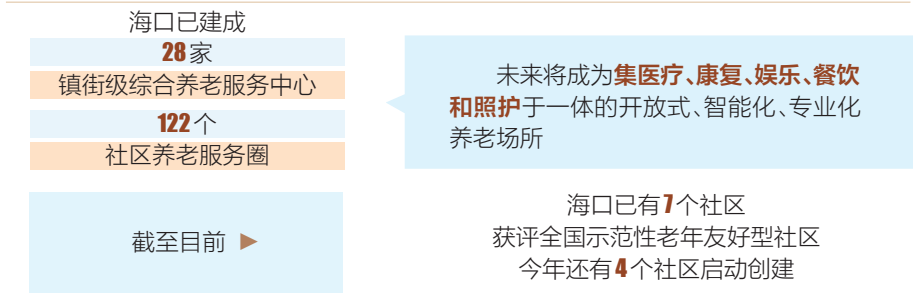 海口已建成
28家
镇街级综合养老服务中心
122个
社区养老服务圈
未来将成为集医疗、康复、娱乐、餐饮
和照护于一体的开放式、智能化、专业化
养老场所
截至目前 ▶
海口已有7个社区
获评全国示范性老年友好型社区
今年还有4个社区启动创建